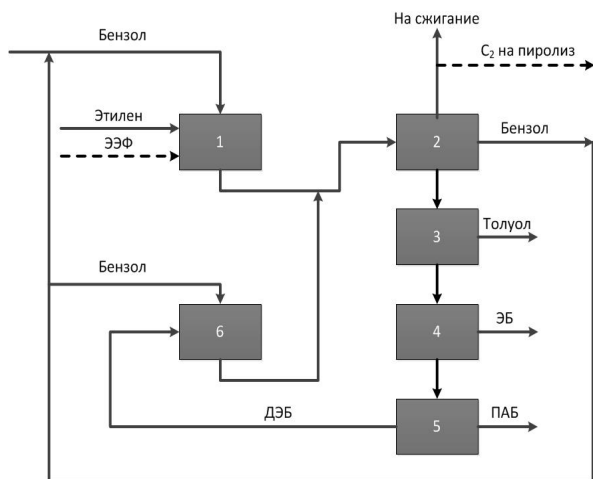 На сжигание
Бензол
C₂ на пиролиз
Этилен
ЭЭФ
1
2
Бензол
3
Толуол
Бензол
6
4
ЭБ
ДЭБ
5
ПАБ